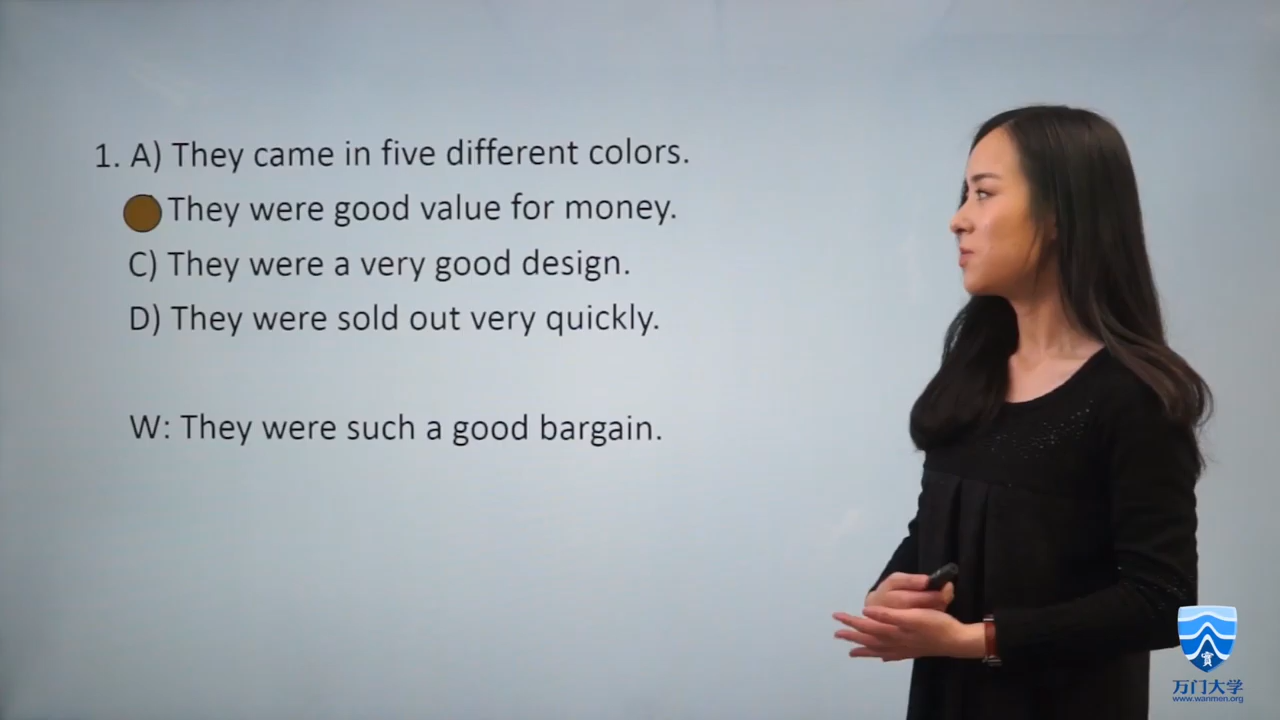 1. A) They came in five different colors.
They were good value for money.
C) They were a very good design.
D) They were sold out very quickly.
W: They were such a good bargain.
万门大学
www.wanmen.org